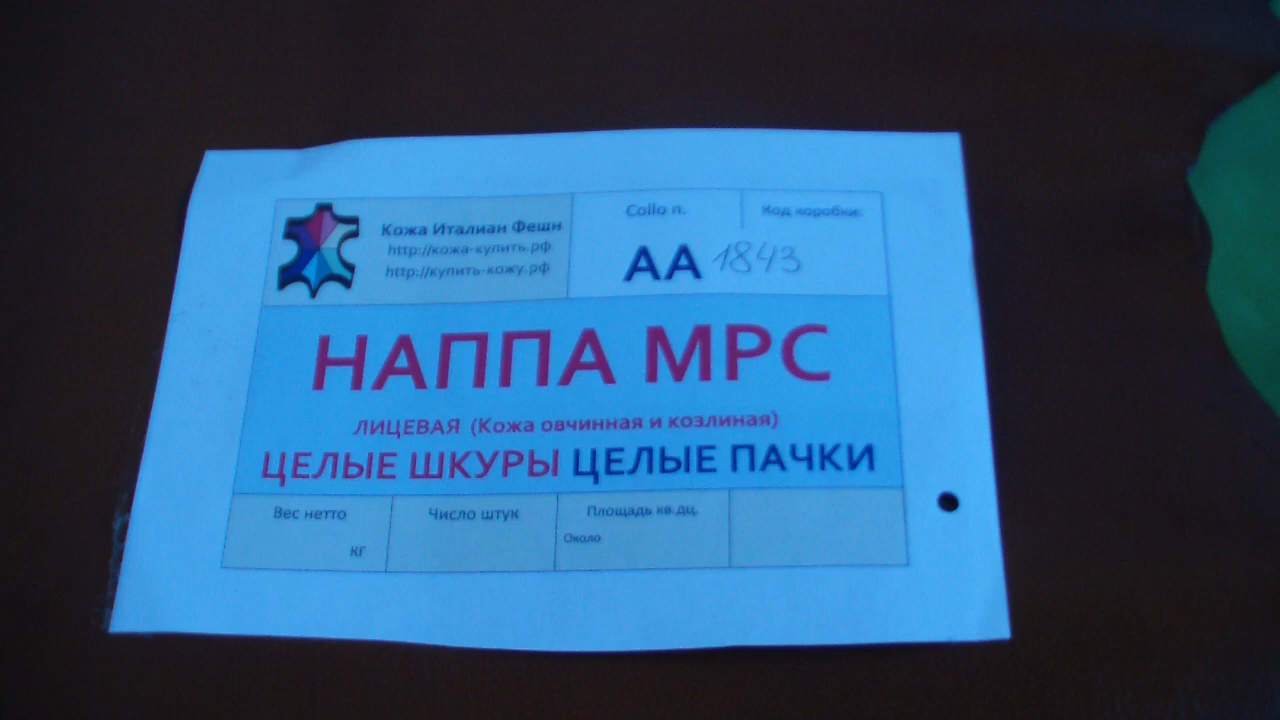 Кожа Италиан Фешн
http://кожа-купить.рф
http://купить-кожу.рф
Collo n.
Код коробки:
АА 1843
НАППА МРС
ЛИЦЕВАЯ (Кожа овчинная и козлиная)
ЦЕЛЫЕ ШКУРЫ ЦЕЛЫЕ ПАЧКИ
Вес нетто
кг
Число штук
Площадь кв.дц.
Около